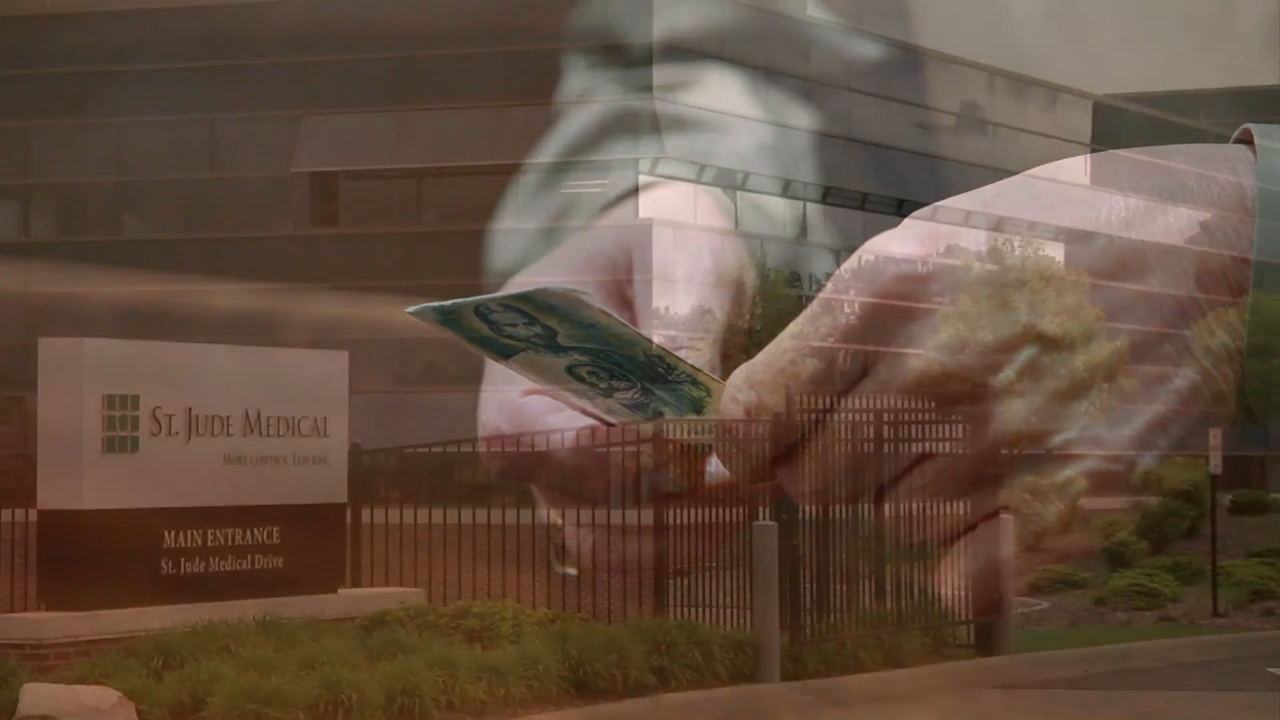 St. Jude Medical
More control. Less risk.
MAIN ENTRANCE
St. Jude Medical Drive